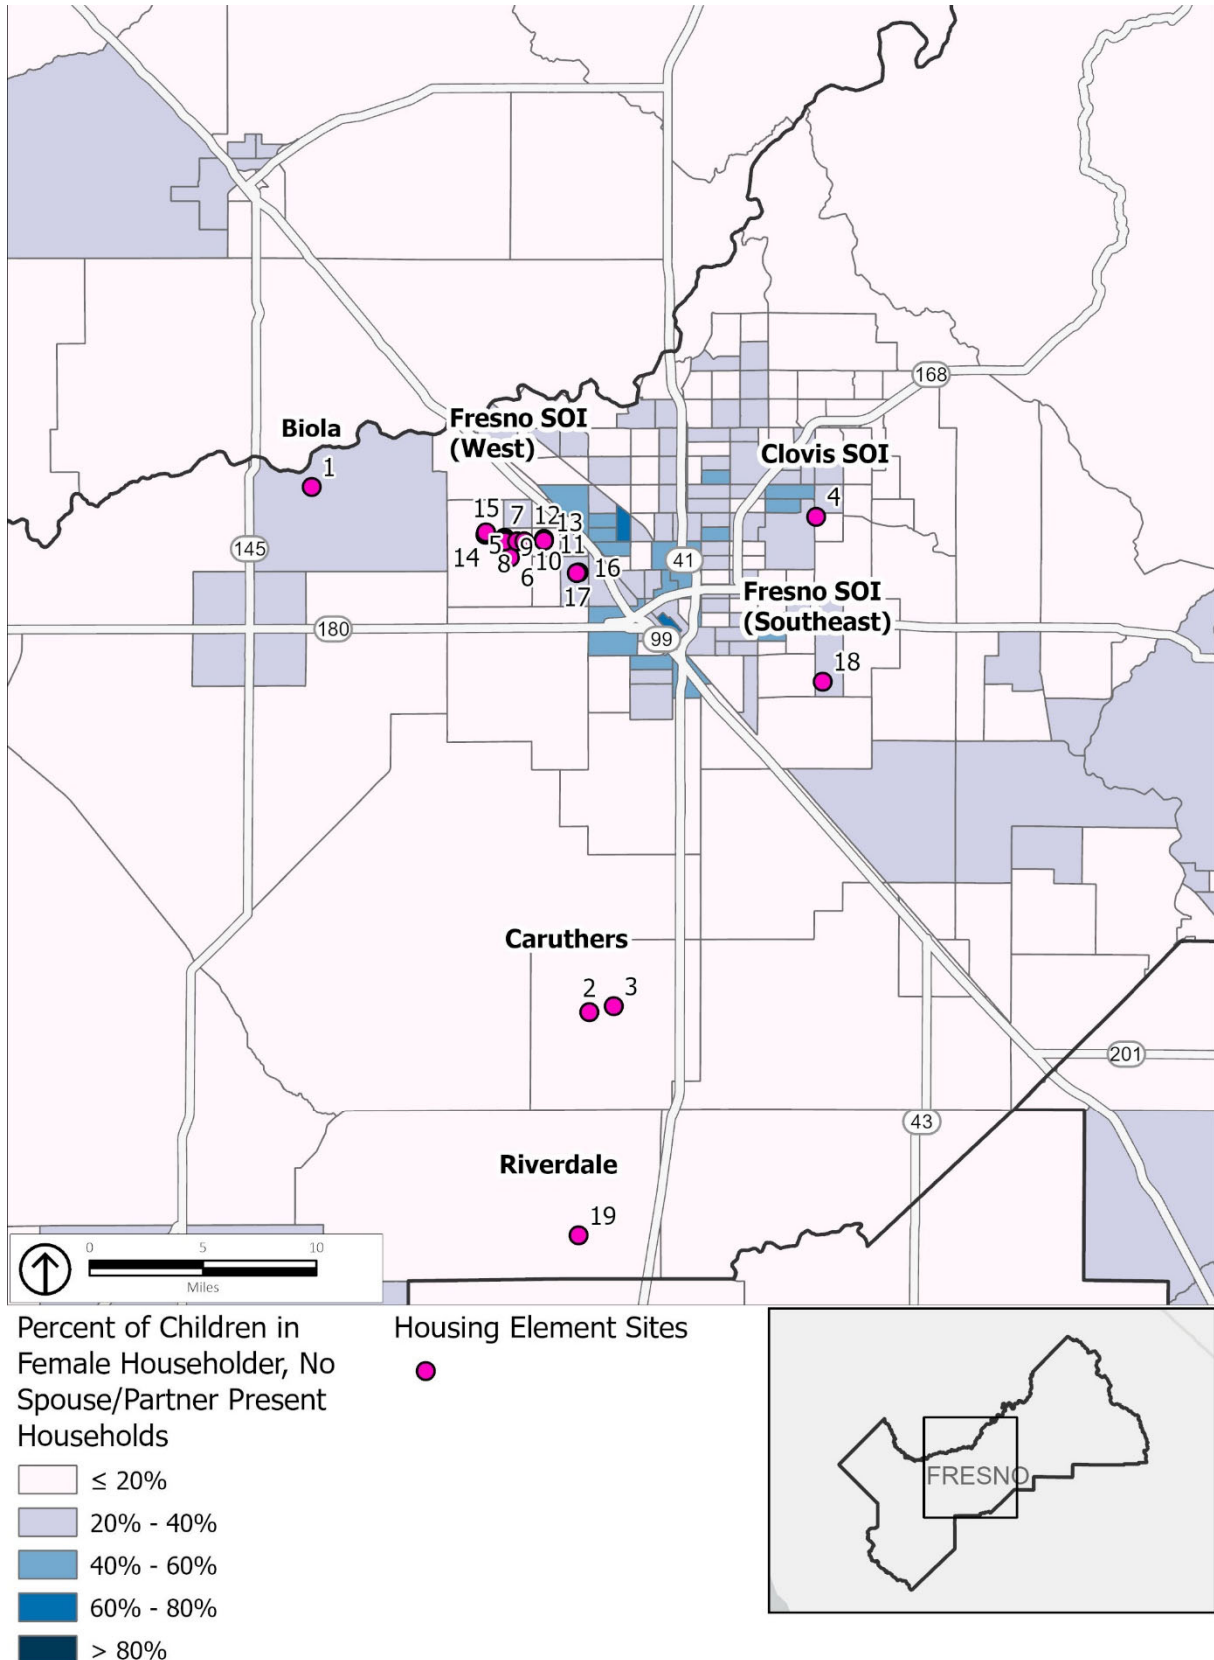 168
Fresno SOI
(West)
Biola
Clovis SOI
1
4
15
7
12
13
14
5
9
11
8
10
6
16
17
145
41
Fresno SOI
(Southeast)
180
99
18
Caruthers
2
3
201
43
Riverdale
19
0
5
10
Miles
Percent of Children in
Female Householder, No
Spouse/Partner Present
Households
≤ 20%
20% - 40%
40% - 60%
60% - 80%
> 80%
Housing Element Sites
FRESNO